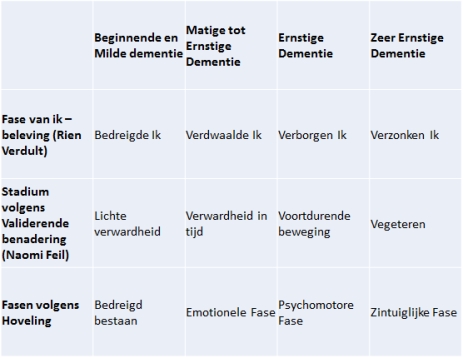 Beginnende en
Milde dementie
Matige tot
Ernstige
Dementie
Ernstige
Dementie
Zeer Ernstige
Dementie
Fase van ik –
beleving (Rien
Verdult)
Bedreigde Ik
Verdwaalde Ik
Verborgen Ik
Verzonken Ik
Stadium
volgens
Validerende
benadering
(Naomi Feil)
Lichte
verwardheid
Verwardheid in
tijd
Voortdurende
beweging
Vegeteren
Fasen volgens
Hoveling
Bedreigd
bestaan
Emotionele Fase
Psychomotore
Fase
Zintuiglijke Fase